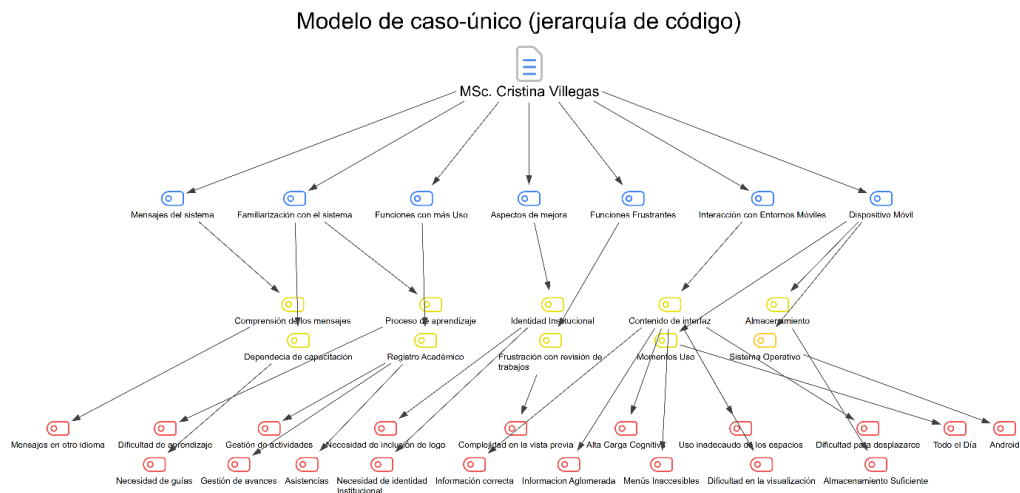 Modelo de caso-único (jerarquía de código)
MSc. Cristina Villegas
Mensajes del sistema
Familiarización con el sistema
Funciones con más Uso
Aspectos de mejora
Funciones Frustrantes
Interacción con Entornos Móviles
Dispositivo Móvil
Comprensión de los mensajes
Proceso de aprendizaje
Identidad Institucional
Contenido de interfaz
Almacenamiento
Dependecia de capacitación
Registro Académico
Frustración con revisión de
trabajos
Momentos Uso
Sistema Operativo
Mensajes en otro idioma
Dificultad de aprendizaje
Gestión de actividades
Necesidad de inclusión de logo
Complejidad en la vista previa
Alta Carga Cognitiva
Uso inadecaudo de los espacios
Dificultad para desplazarce
Todo el Día
Android
Necesidad de guías
Gestión de avances
Asistencias
Necesidad de identidad
Institucional
Información correcta
Informacion Aglomerada
Menús Inaccesibles
Dificultad en la visualización
Almacenamiento Suficiente